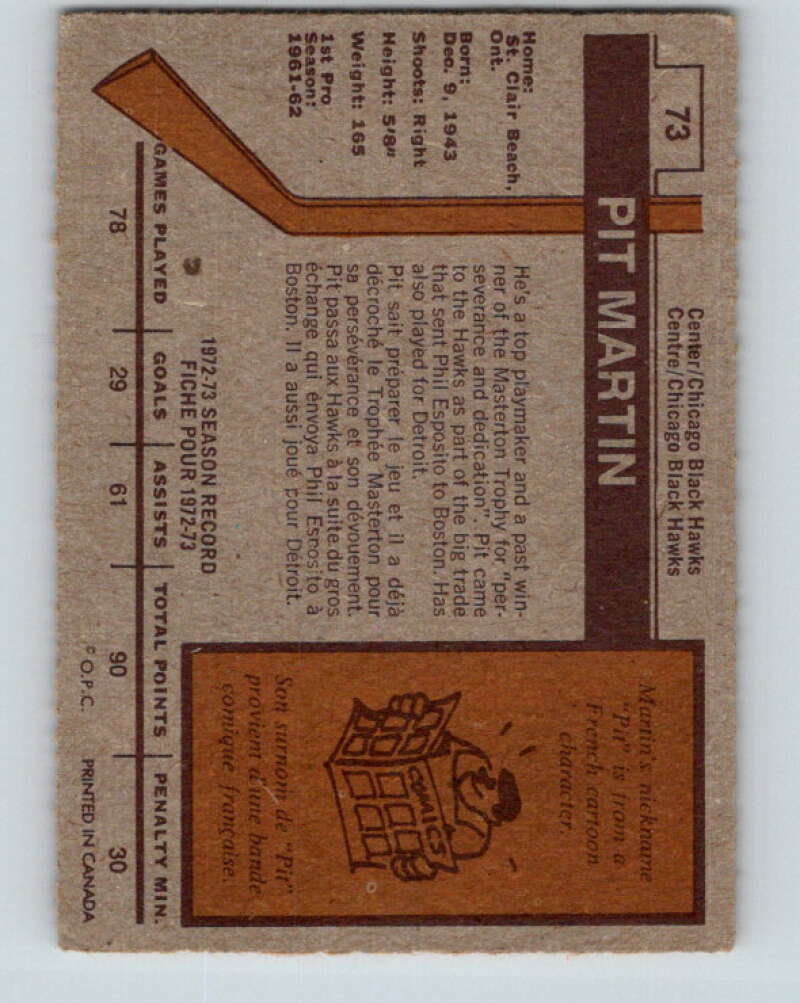 73
Center/Chicago Black Hawks
Centre/Chicago Black Hawks
PIT MARTIN
Home:
St. Clair Beach,
Ont.
Born:
Dec. 9, 1943
Shoots: Right
Height: 5'8"
Weight: 165
1st Pro
Season:
1961-62
He's a top playmaker and a past win-
ner of the Masterton Trophy for "per-
severance and dedication". Pit came
to the Hawks as part of the big trade
that sent Phil Esposito to Boston. Has
also played for Detroit.
Pit sait préparer le jeu et il a déjà
décroché le Trophée Masterton pour
sa persévérance et son dévouement.
Pit passa aux Hawks à la suite du gros
échange qui envoya Phil Esposito à
Boston. Il a aussi joué pour Détroit.
Martin's nickname
"Pit" is from a
French cartoon
character.
COMICS
Son surnom de "Pit"
provient d'une bande
comique française.
1972-73 SEASON RECORD
FICHE POUR 1972-73
GAMES PLAYED GOALS ASSISTS TOTAL POINTS PENALTY MIN.
78 29 61 90 30
© O.P.C. PRINTED IN CANADA